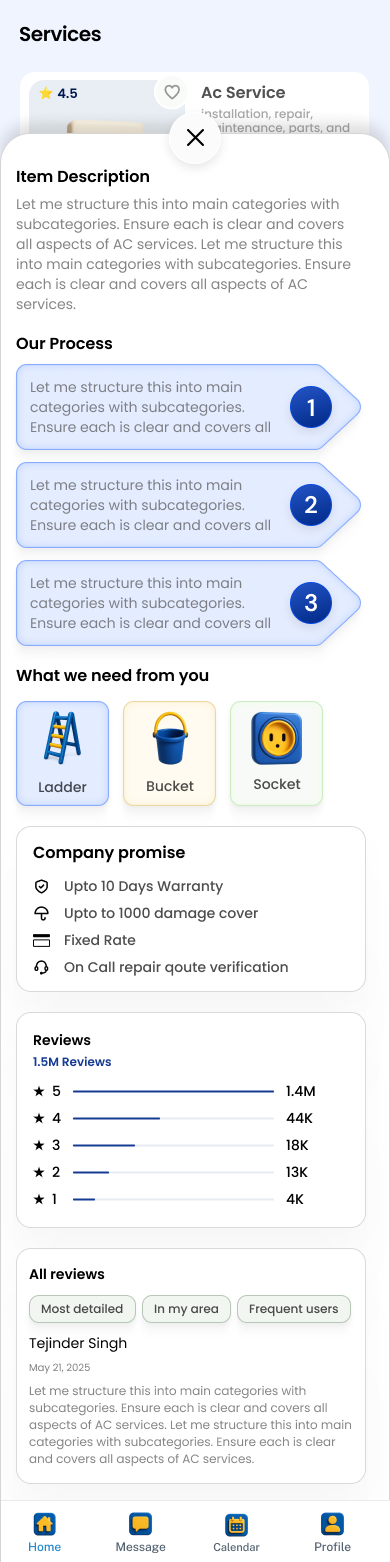 Services
4.5
Ac Service
installation, repair,
maintenance, parts, and
Item Description
Let me structure this into main categories with
subcategories. Ensure each is clear and covers
all aspects of AC services. Let me structure this
into main categories with subcategories. Ensure
each is clear and covers all aspects of AC
services.
Our Process
Let me structure this into main
categories with subcategories.
Ensure each is clear and covers all
1
Let me structure this into main
categories with subcategories.
Ensure each is clear and covers all
2
Let me structure this into main
categories with subcategories.
Ensure each is clear and covers all
3
What we need from you
Ladder
Bucket
Socket
Company promise
Upto 10 Days Warranty
Upto to 1000 damage cover
Fixed Rate
On Call repair qoute verification
Reviews
1.5M Reviews
★ 5 1.4M
★ 4 44K
★ 3 18K
★ 2 13K
★ 1 4K
All reviews
Most detailed In my area Frequent users
Tejinder Singh
May 21, 2025
Let me structure this into main categories with
subcategories. Ensure each is clear and covers all
aspects of AC services. Let me structure this into main
categories with subcategories. Ensure each is clear
and covers all aspects of AC services.
Home Message Calendar Profile